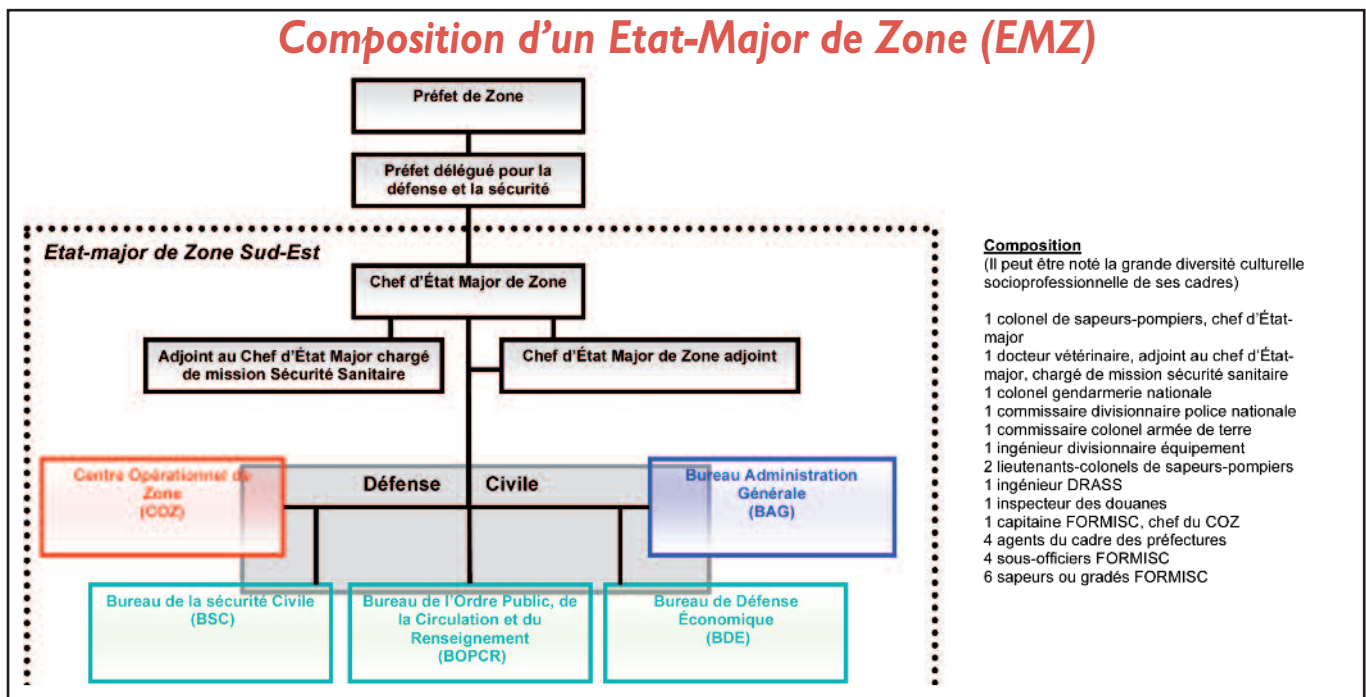 Composition d'un Etat-Major de Zone (EMZ)
Préfet de Zone
Préfet délégué pour la
défense et la sécurité
Etat-major de Zone Sud-Est
Chef d'État Major de Zone
Adjoint au Chef d'État Major chargé
de mission Sécurité Sanitaire
Chef d'État Major de Zone adjoint
Centre Opérationnel de
Zone
(COZ)
Défense Civile
Bureau Administration
Générale
(BAG)
Bureau de la sécurité Civile
(BSC)
Bureau de l'Ordre Public, de
la Circulation et du
Renseignement
(BOPCR)
Bureau de Défense
Économique
(BDE)
Composition
(Il peut être noté la grande diversité culturelle
socioprofessionnelle de ses cadres)
1 colonel de sapeurs-pompiers, chef d'État-
major
1 docteur vétérinaire, adjoint au chef d'État-
major, chargé de mission sécurité sanitaire
1 colonel gendarmerie nationale
1 commissaire divisionnaire police nationale
1 commissaire colonel armée de terre
1 ingénieur divisionnaire équipement
2 lieutenants-colonels de sapeurs-pompiers
1 ingénieur DRASS
1 inspecteur des douanes
1 capitaine FORMISC, chef du COZ
4 agents du cadre des préfectures
4 sous-officiers FORMISC
6 sapeurs ou gradés FORMISC